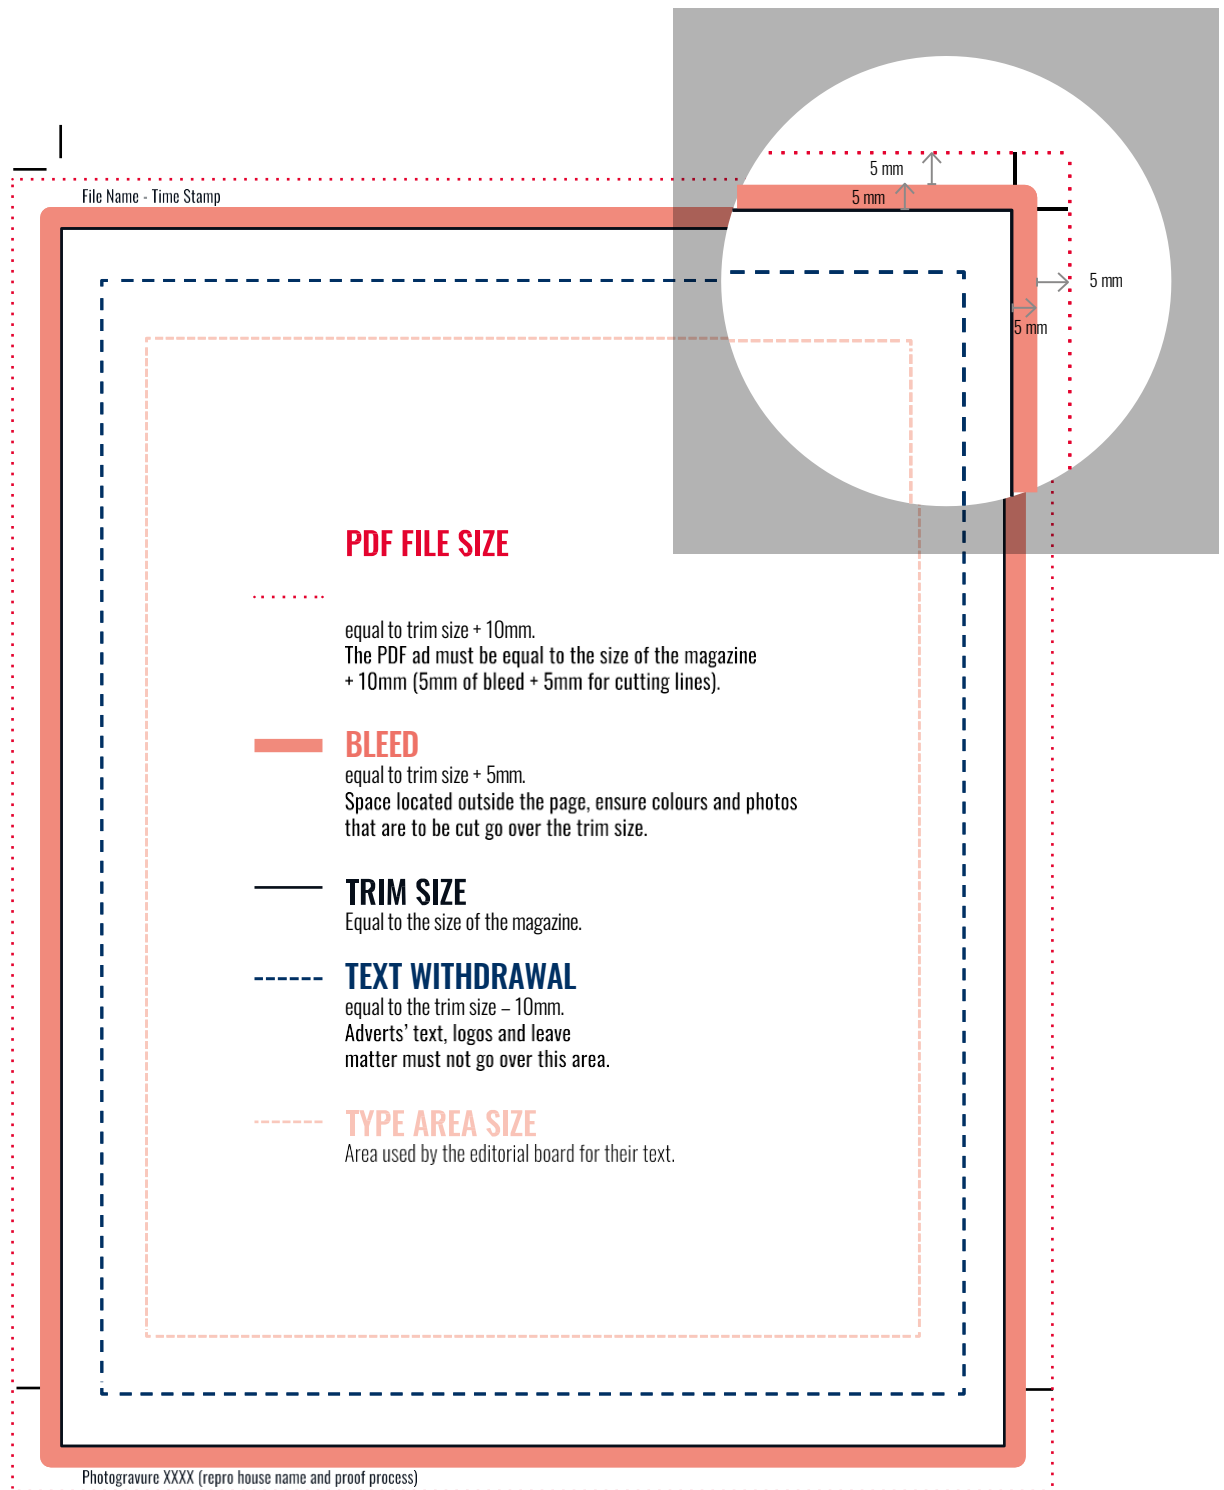 5 mm
File Name - Time Stamp
5 mm
5 mm
5 mm
PDF FILE SIZE
equal to trim size + 10mm.
The PDF ad must be equal to the size of the magazine
+ 10mm (5mm of bleed + 5mm for cutting lines).
BLEED
equal to trim size + 5mm.
Space located outside the page, ensure colours and photos
that are to be cut go over the trim size.
TRIM SIZE
Equal to the size of the magazine.
TEXT WITHDRAWAL
equal to the trim size – 10mm.
Adverts’ text, logos and leave
matter must not go over this area.
TYPE AREA SIZE
Area used by the editorial board for their text.
Photogravure XXXX (repro house name and proof process)